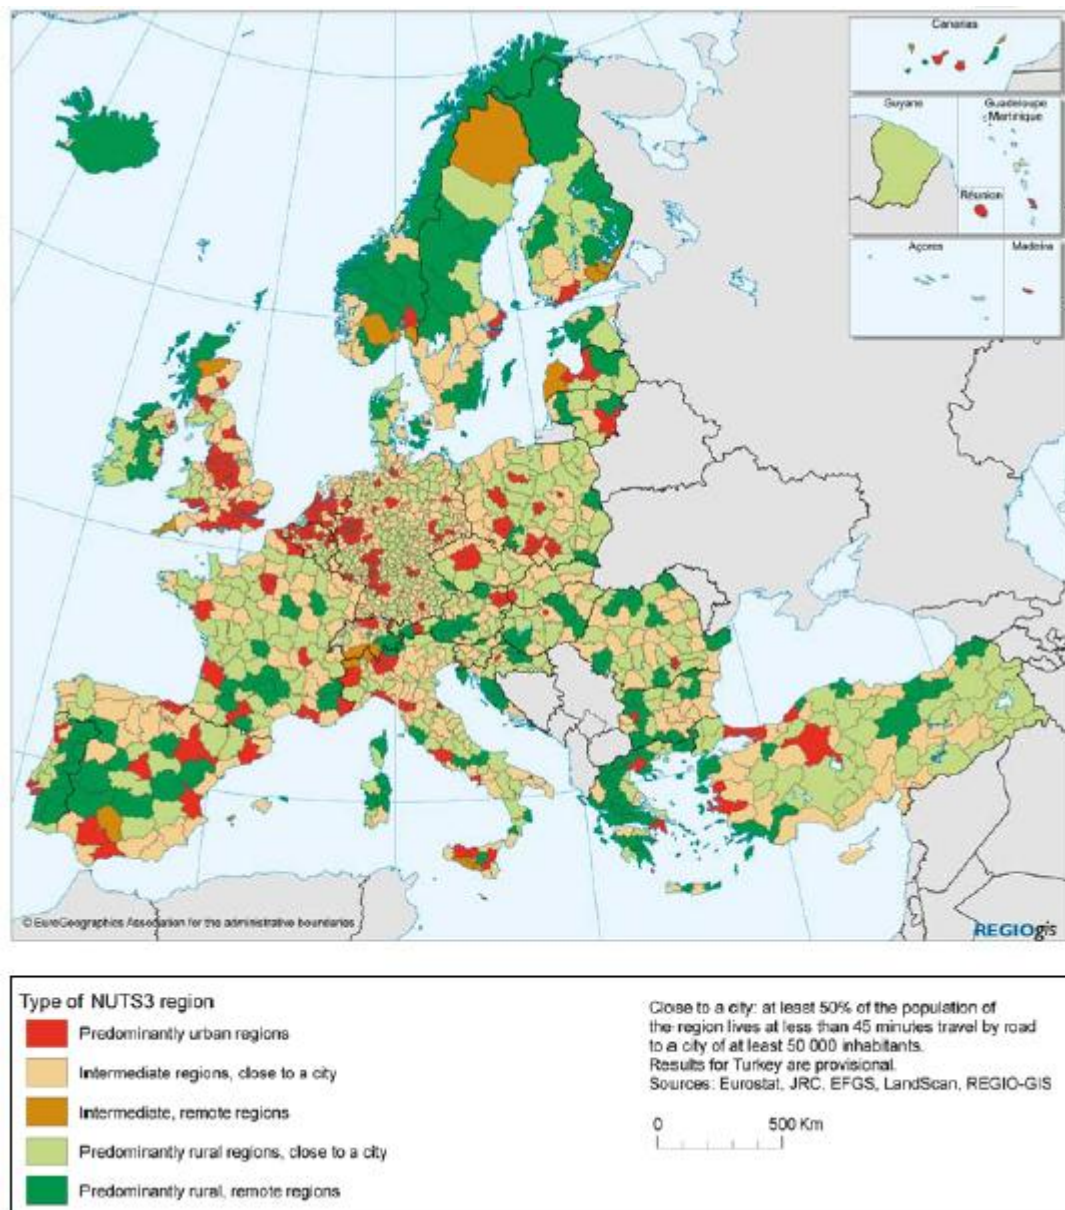 Canarias
Guyane
Guadeloupe
Martinique
Réunion
Açores
Madeira
© EuroGeographics Association for the administrative boundaries
REGIOgis
Type of NUTS3 region
Predominantly urban regions
Intermediate regions, close to a city
Intermediate, remote regions
Predominantly rural regions, close to a city
Predominantly rural, remote regions
Close to a city: at least 50% of the population of
the region lives at less than 45 minutes travel by road
to a city of at least 50 000 inhabitants.
Results for Turkey are provisional.
Sources: Eurostat, JRC, EFGS, LandScan, REGIO-GIS
0 500 Km